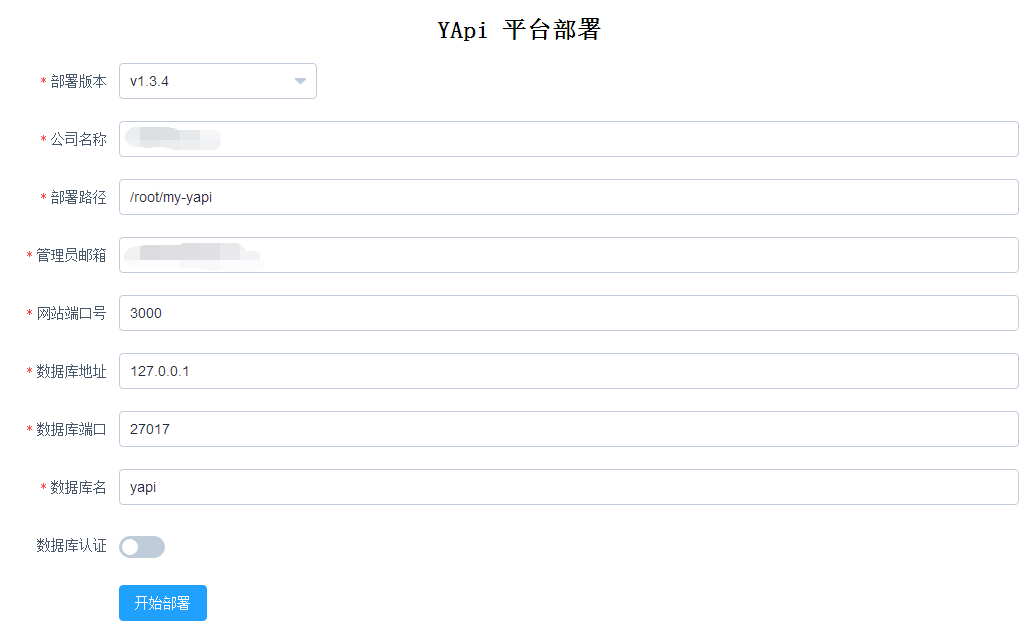 YApi 平台部署
* 部署版本 v1.3.4
* 公司名称
* 部署路径 /root/my-yapi
* 管理员邮箱
* 网站端口号 3000
* 数据库地址 127.0.0.1
* 数据库端口 27017
* 数据库名 yapi
数据库认证
开始部署